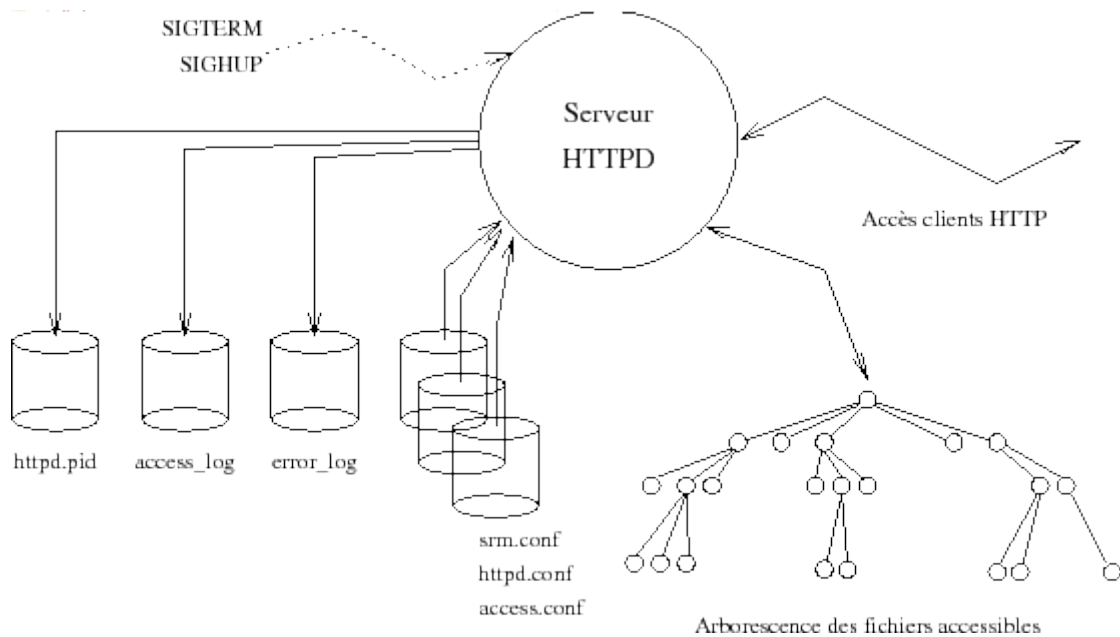 SIGTERM
SIGHUP
Serveur
HTTPD
Accès clients HTTP
httpd.pid
access_log
error_log
srm.conf
httpd.conf
access.conf
Arborescence des fichiers accessibles